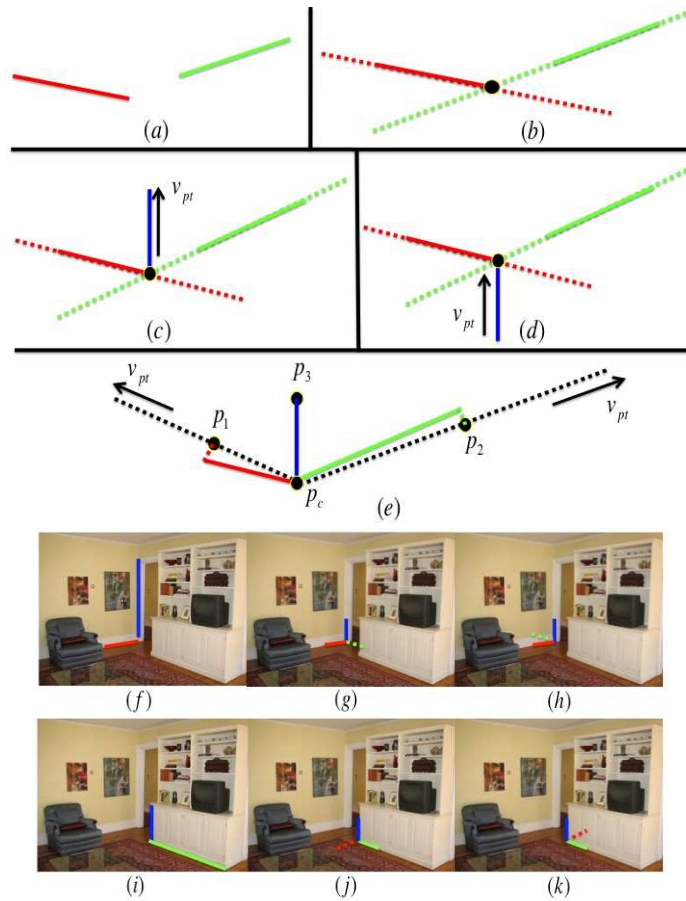 (a)
(b)
v_pt
(c)
v_pt
(d)
v_pt
p_3
v_pt
p_1
p_2
p_c
(e)
(f)
(g)
(h)
(i)
(j)
(k)